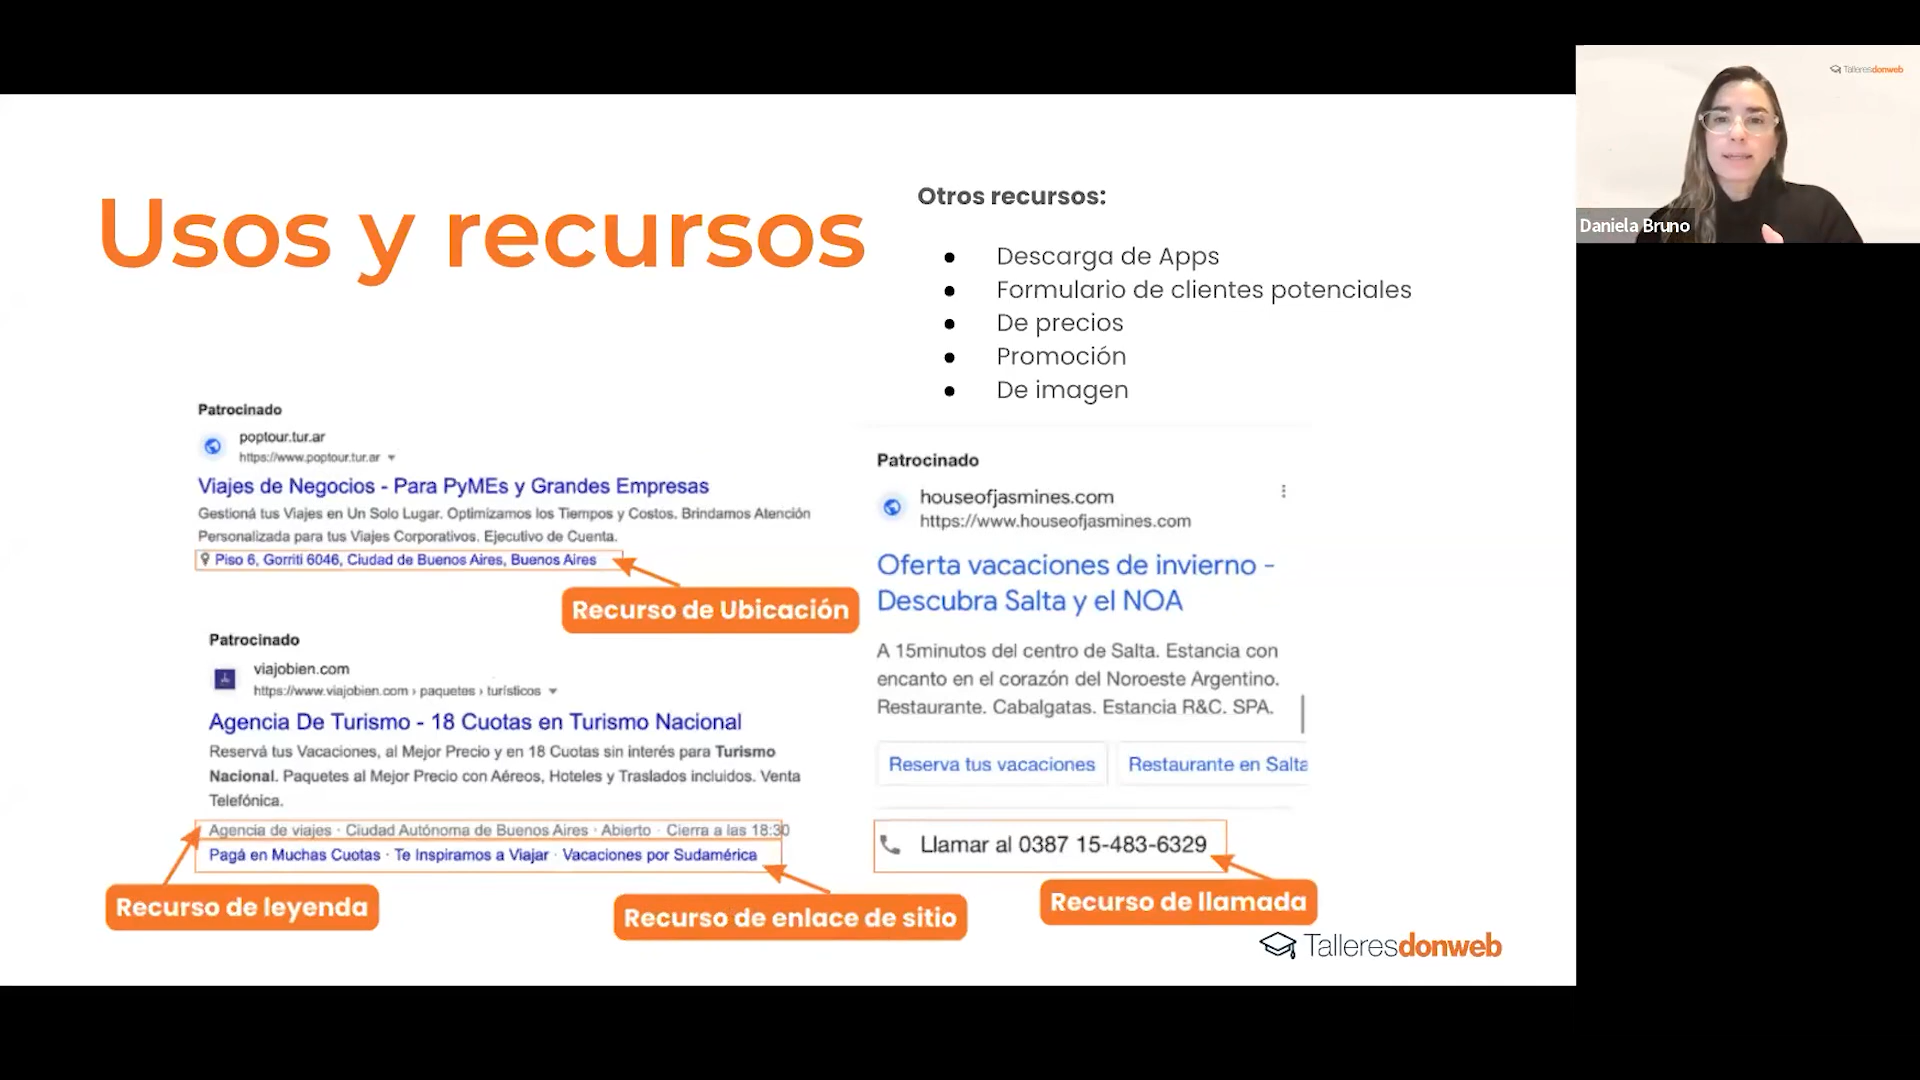 Usos y recursos
Otros recursos:
● Descarga de Apps
● Formulario de clientes potenciales
● De precios
● Promoción
● De imagen
Patrocinado
poptour.tur.ar
https://www.poptour.tur.ar
Viajes de Negocios - Para PyMEs y Grandes Empresas
Gestioná tus Viajes en Un Solo Lugar. Optimizamos los Tiempos y Costos. Brindamos Atención
Personalizada para tus Viajes Corporativos. Ejecutivo de Cuenta.
Piso 6, Gorriti 6046, Ciudad de Buenos Aires, Buenos Aires
Recurso de Ubicación
Patrocinado
viajobien.com
https://www.viajobien.com › paquetes › turísticos
Agencia De Turismo - 18 Cuotas en Turismo Nacional
Reservá tus Vacaciones, al Mejor Precio y en 18 Cuotas sin interés para Turismo
Nacional. Paquetes al Mejor Precio con Aéreos, Hoteles y Traslados incluidos. Venta
Telefónica.
Agencia de viajes · Ciudad Autónoma de Buenos Aires · Abierto · Cierra a las 18:30
Pagá en Muchas Cuotas · Te Inspiramos a Viajar · Vacaciones por Sudamérica
Recurso de leyenda
Recurso de enlace de sitio
Patrocinado
houseofjasmines.com
https://www.houseofjasmines.com
Oferta vacaciones de invierno -
Descubra Salta y el NOA
A 15minutos del centro de Salta. Estancia con
encanto en el corazón del Noroeste Argentino.
Restaurante. Cabalgatas. Estancia R&C. SPA.
Reserva tus vacaciones
Restaurante en Salta
Llamar al 0387 15-483-6329
Recurso de llamada
Talleresdonweb
Talleresdonweb
Daniela Bruno